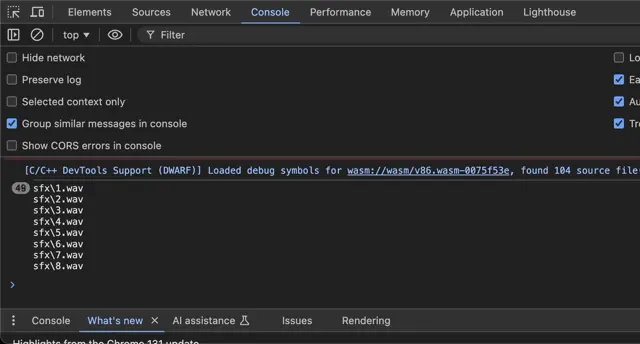 Elements Sources Network Console Performance Memory Application Lighthouse
top ▼ Filter
Hide network Lo
Preserve log Ea
Selected context only Au
Group similar messages in console Tre
Show CORS errors in console
[C/C++ DevTools Support (DWARF)] Loaded debug symbols for wasm://wasm/v86.wasm-0075f53e, found 104 source file
49 sfx\1.wav
sfx\2.wav
sfx\3.wav
sfx\4.wav
sfx\5.wav
sfx\6.wav
sfx\7.wav
sfx\8.wav
>
Console What's new × AI assistance Issues Rendering
Highlights from the Chrome 131 update